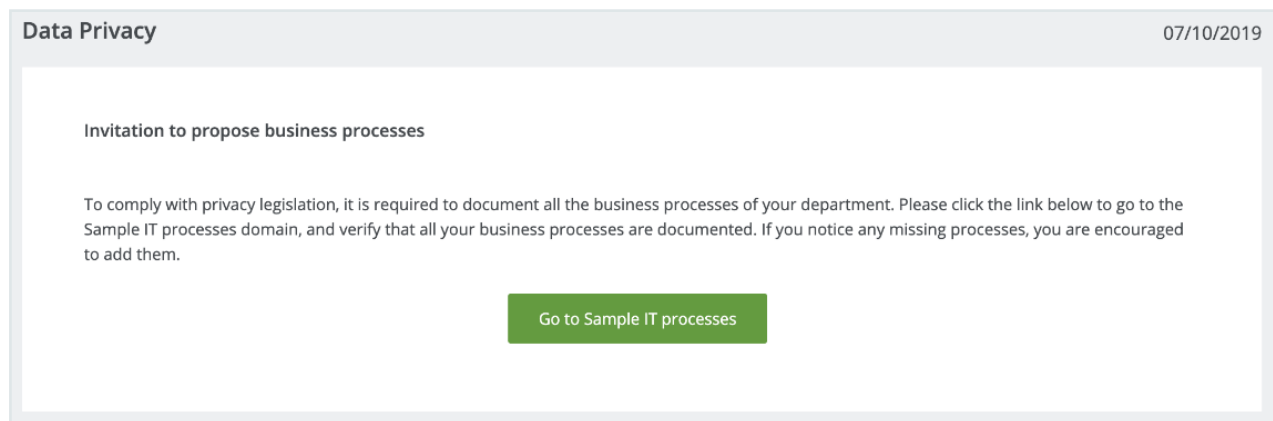 Data Privacy
07/10/2019
Invitation to propose business processes
To comply with privacy legislation, it is required to document all the business processes of your department. Please click the link below to go to the
Sample IT processes domain, and verify that all your business processes are documented. If you notice any missing processes, you are encouraged
to add them.
Go to Sample IT processes